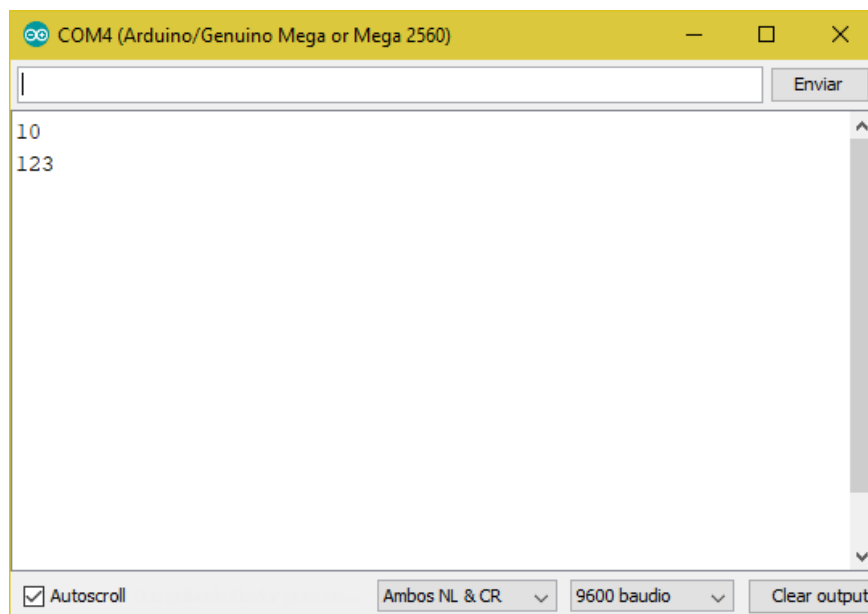 COM4 (Arduino/Genuino Mega or Mega 2560)
Enviar
10
123
Autoscroll
Ambos NL & CR
9600 baudio
Clear output